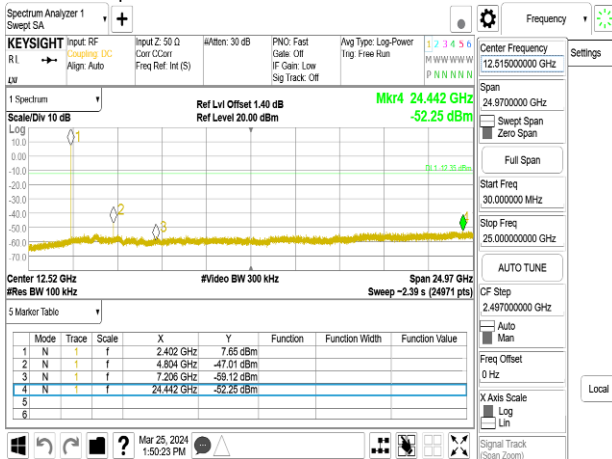 Spectrum Analyzer 1
Swept SA
+
Frequency
KEYSIGHT
Input: RF
Coupling: DC
Align: Auto
Input Z: 50 Ω
Corr CCorr
Freq Ref: Int (S)
#Atten: 30 dB
PNO: Fast
Gate: Off
IF Gain: Low
Sig Track: Off
Avg Type: Log-Power
Trig: Free Run
1 2 3 4 5 6
M W W W W W
P N N N N N
RL
1 Spectrum
Scale/Div 10 dB
Ref Lvl Offset 1.40 dB
Ref Level 20.00 dBm
Mkr4 24.442 GHz
-52.25 dBm
Log
10.0
0.00
-10.0
-20.0
-30.0
-40.0
-50.0
-60.0
-70.0
DL1 -12.35 dBm
1
2
3
Center 12.52 GHz
#Res BW 100 kHz
#Video BW 300 kHz
Span 24.97 GHz
Sweep ~2.39 s (24971 pts)
5 Marker Table
Mode Trace Scale X Y Function Function Width Function Value
1 N 1 f 2.402 GHz 7.65 dBm
2 N 1 f 4.804 GHz -47.01 dBm
3 N 1 f 7.206 GHz -59.12 dBm
4 N 1 f 24.442 GHz -52.25 dBm
5
6
?
Mar 25, 2024
1:50:23 PM
Center Frequency
12.515000000 GHz
Span
24.9700000 GHz
Swept Span
Zero Span
Full Span
Start Freq
30.000000 MHz
Stop Freq
25.000000000 GHz
AUTO TUNE
CF Step
2.497000000 GHz
Auto
Man
Freq Offset
0 Hz
X Axis Scale
Log
Lin
Signal Track
(Span Zoom)
Settings
Local